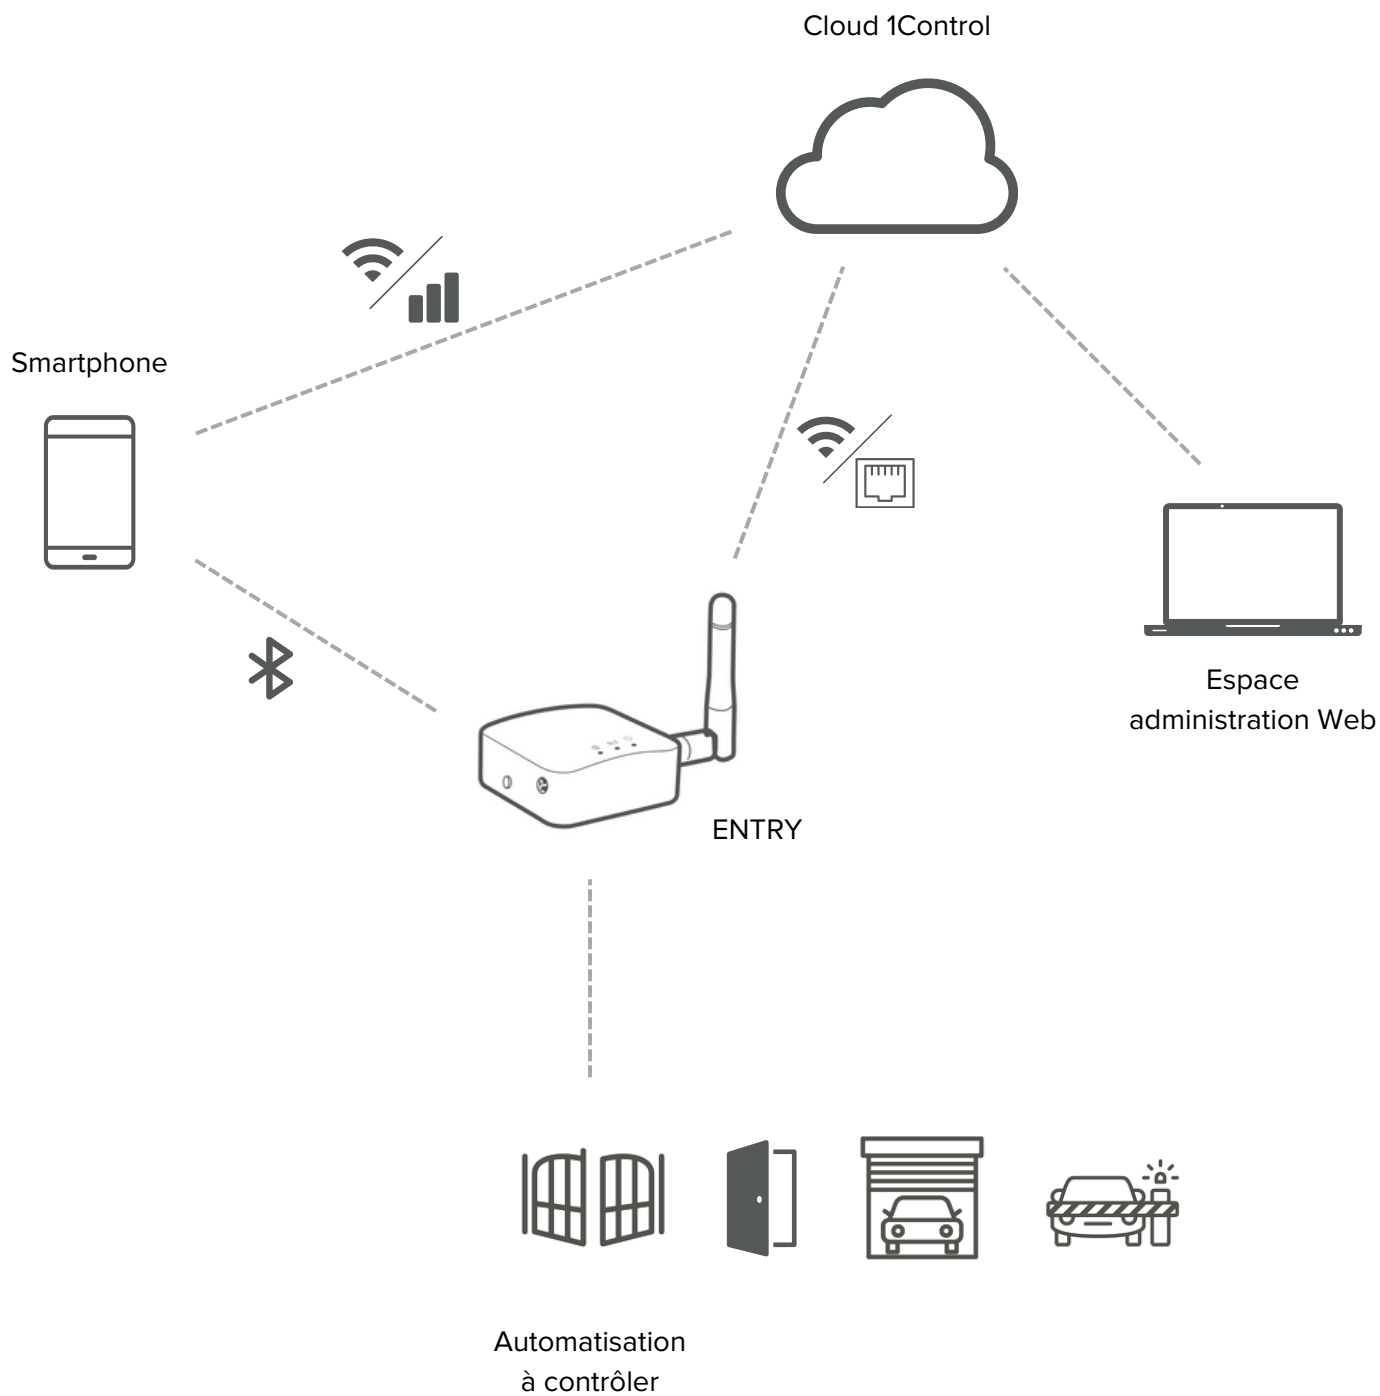 Cloud 1Control
Smartphone
Espace
administration Web
ENTRY
Automatisation
à contrôler